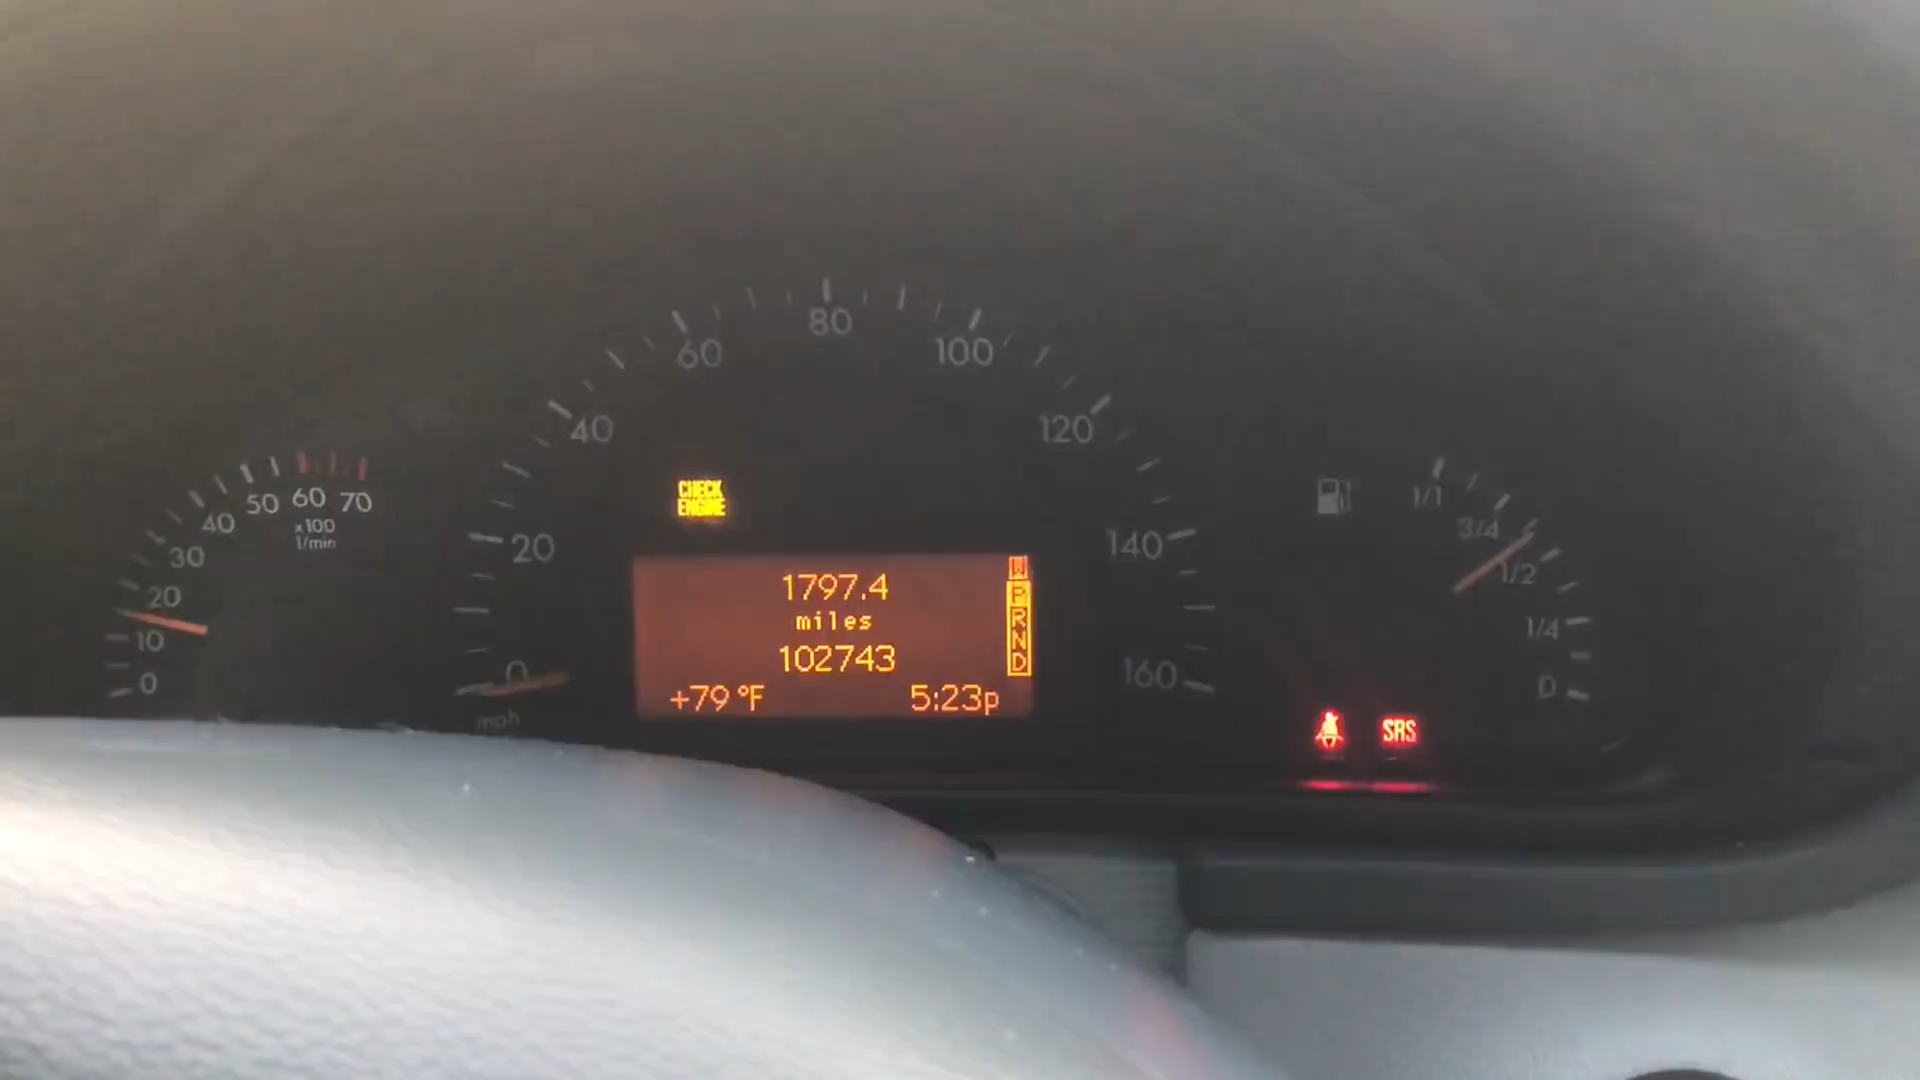 80
60
100
40
120
50
60
70
40
x100
1/min
30
20
10
0
CHECK
ENGINE
20
140
0
160
mph
1797.4
miles
102743
+79 °F
5:23p
P
R
N
D
1/1
3/4
1/2
1/4
0
SRS